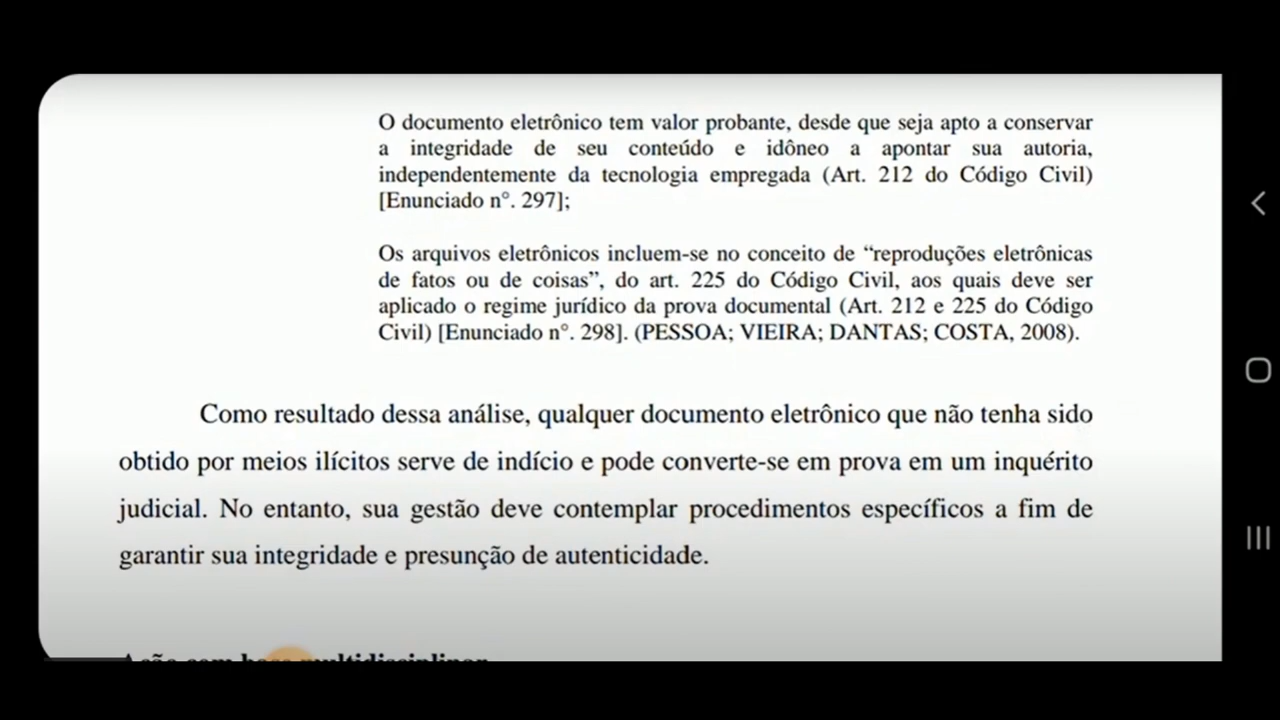 O documento eletrônico tem valor probante, desde que seja apto a conservar
a integridade de seu conteúdo e idôneo a apontar sua autoria,
independentemente da tecnologia empregada (Art. 212 do Código Civil)
[Enunciado n°. 297];
Os arquivos eletrônicos incluem-se no conceito de “reproduções eletrônicas
de fatos ou de coisas”, do art. 225 do Código Civil, aos quais deve ser
aplicado o regime jurídico da prova documental (Art. 212 e 225 do Código
Civil) [Enunciado n°. 298]. (PESSOA; VIEIRA; DANTAS; COSTA, 2008).
Como resultado dessa análise, qualquer documento eletrônico que não tenha sido
obtido por meios ilícitos serve de indício e pode converte-se em prova em um inquérito
judicial. No entanto, sua gestão deve contemplar procedimentos específicos a fim de
garantir sua integridade e presunção de autenticidade.
Ação com base multidisciplinar